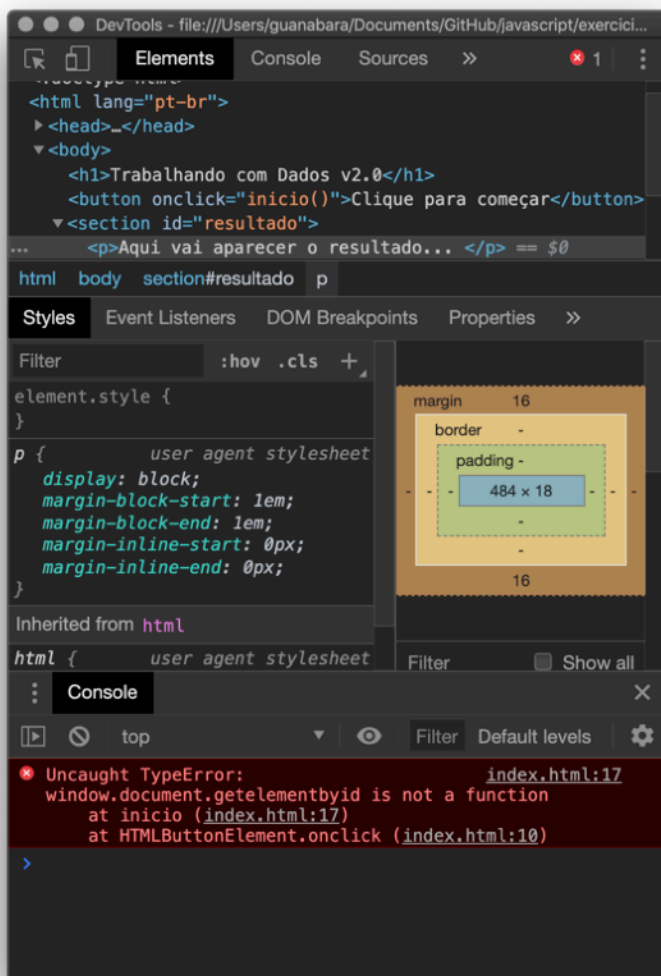 DevTools - file:///Users/guanabara/Documents/GitHub/javascript/exercici...
Elements Console Sources » 1
<!doctype html>
<html lang="pt-br">
<head>…</head>
<body>
<h1>Trabalhando com Dados v2.0</h1>
<button onclick="inicio()">Clique para começar</button>
<section id="resultado">
... <p>Aqui vai aparecer o resultado... </p> == $0
html body section#resultado p
Styles Event Listeners DOM Breakpoints Properties »
Filter :hov .cls +
element.style {
}
p { user agent stylesheet
display: block;
margin-block-start: 1em;
margin-block-end: 1em;
margin-inline-start: 0px;
margin-inline-end: 0px;
}
Inherited from html
html { user agent stylesheet
margin 16
border -
padding -
- - - 484 × 18 - - -
-
-
16
Filter Show all
Console
top Filter Default levels
Uncaught TypeError: index.html:17
window.document.getelementbyid is not a function
at inicio (index.html:17)
at HTMLButtonElement.onclick (index.html:10)
>